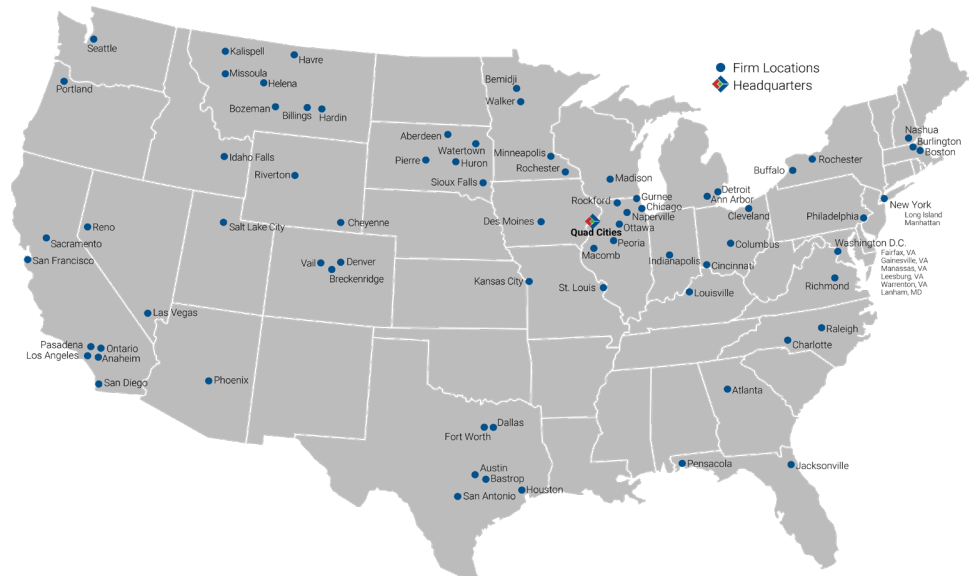 Seattle
Portland
Kalispell
Havre
Missoula
Helena
Bozeman
Billings
Hardin
Idaho Falls
Riverton
Aberdeen
Watertown
Pierre
Huron
Sioux Falls
Bemidji
Walker
Minneapolis
Rochester
Madison
Firm Locations
Headquarters
Nashua
Burlington
Boston
Rochester
Buffalo
Detroit
Ann Arbor
Cleveland
New York
Long Island
Manhattan
Philadelphia
Rockford
Gurnee
Chicago
Naperville
Ottawa
Quad Cities
Peoria
Macomb
Des Moines
Reno
Sacramento
San Francisco
Salt Lake City
Cheyenne
Vail
Denver
Breckenridge
Kansas City
St. Louis
Indianapolis
Columbus
Cincinnati
Louisville
Washington D.C.
Fairfax, VA
Gainesville, VA
Manassas, VA
Leesburg, VA
Warrenton, VA
Lanham, MD
Richmond
Las Vegas
Pasadena
Los Angeles
Ontario
Anaheim
San Diego
Phoenix
Raleigh
Charlotte
Atlanta
Dallas
Fort Worth
Austin
Bastrop
San Antonio
Houston
Pensacola
Jacksonville